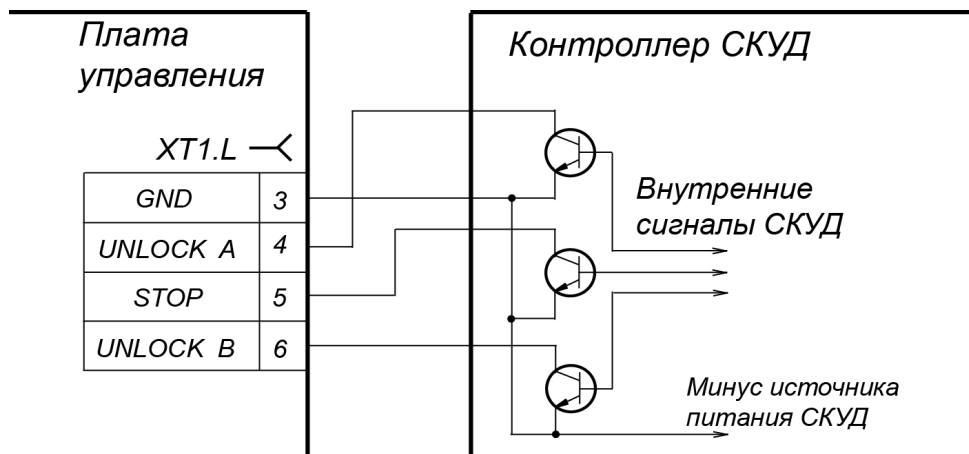 Плата
управления
Контроллер СКУД
XT1.L
GND 3
UNLOCK A 4
STOP 5
UNLOCK B 6
Внутренние
сигналы СКУД
Минус источника
питания СКУД